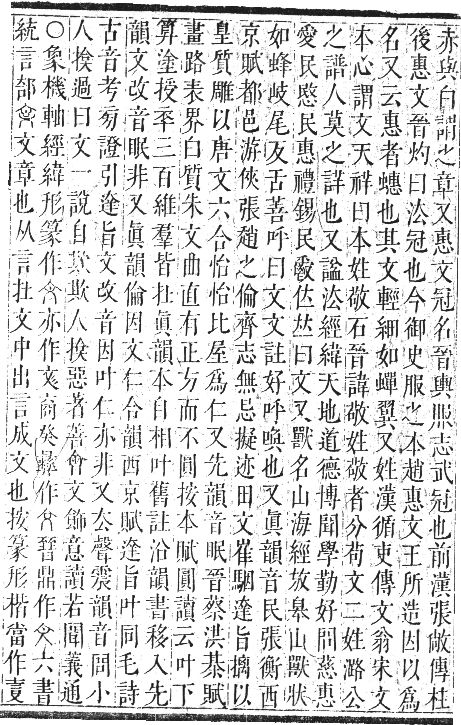 赤與白謂之章又惠文冠名晉輿服志武冠也前漢張敞傳柱
後惠文晉灼曰法冠也今御史服之本趙惠文王所造因以爲
名又云惠者蟪也其文輕細如蟬翼又姓漢循吏傳文翁宋文
本心謂文天祥曰本姓敬石晉諱敬姓敬者分苟文二姓潞公
之譜人莫之詳也又諡法經緯天地道德博聞學勤好問慈惠
愛民愍民惠禮錫民爵位𠀤曰文又獸名山海經放皋山獸狀
如蜂岐尾反舌善呼曰文文註好呼喚也又眞韻音民張衡西
京賦都邑游俠張趙之倫齊志無忌擬迹田文崔駰達旨摛以
皇質雕以唐文六合怡怡比屋爲仁又先韻音眠晉蔡洪棊賦
畫路表界白質朱文曲直有正方而不圓按本賦圓讀云叶下
算塗授卒三百維羣皆在眞韻本自相叶舊註沿韻書移入先
韻文改音眠非又眞韻倫因文仁合韻西京賦達旨叶同毛詩
古音考旁證引達旨文改音因叶仁亦非又去聲震韻音問小
人揜過曰文一說自欺欺人揜惡著善會文飾意讀若聞義通
〇象機軸經緯形篆作亦作彝作晉鼎作六書
統言部會文章也从言在文中出言成文也按篆形楷當作